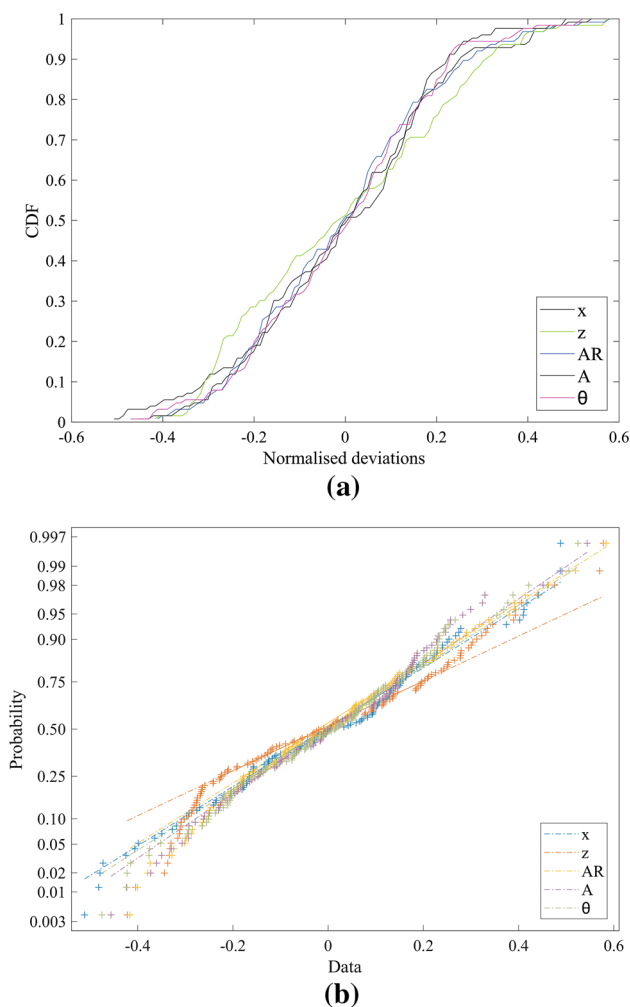 1
0.9
0.8
0.7
0.6
0.5
0.4
0.3
0.2
0.1
0
CDF
-0.6 -0.4 -0.2 0 0.2 0.4 0.6
Normalised deviations
x
z
AR
A
θ
(a)
0.997
0.99
0.98
0.95
0.90
0.75
0.50
0.25
0.10
0.05
0.02
0.01
0.003
Probability
-0.4 -0.2 0 0.2 0.4 0.6
Data
x
z
AR
A
θ
(b)